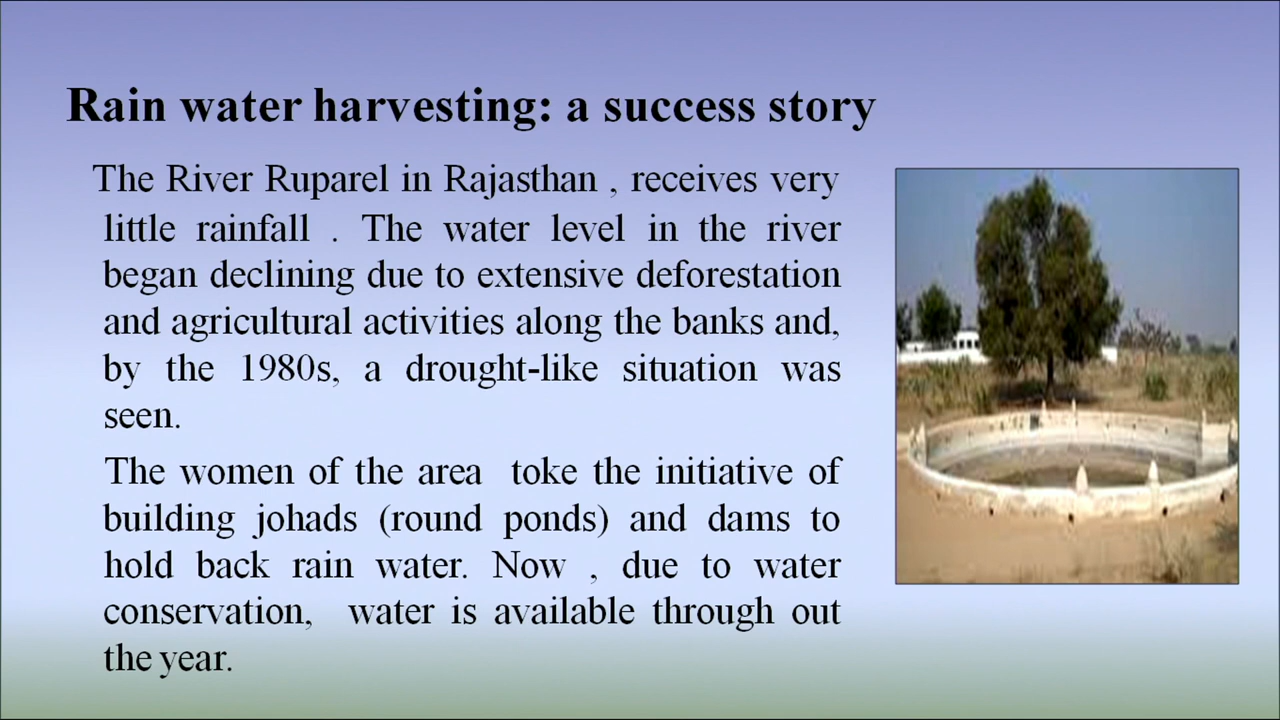 Rain water harvesting: a success story
The River Ruparel in Rajasthan , receives very
little rainfall . The water level in the river
began declining due to extensive deforestation
and agricultural activities along the banks and,
by the 1980s, a drought-like situation was
seen.
The women of the area toke the initiative of
building johads (round ponds) and dams to
hold back rain water. Now , due to water
conservation, water is available through out
the year.